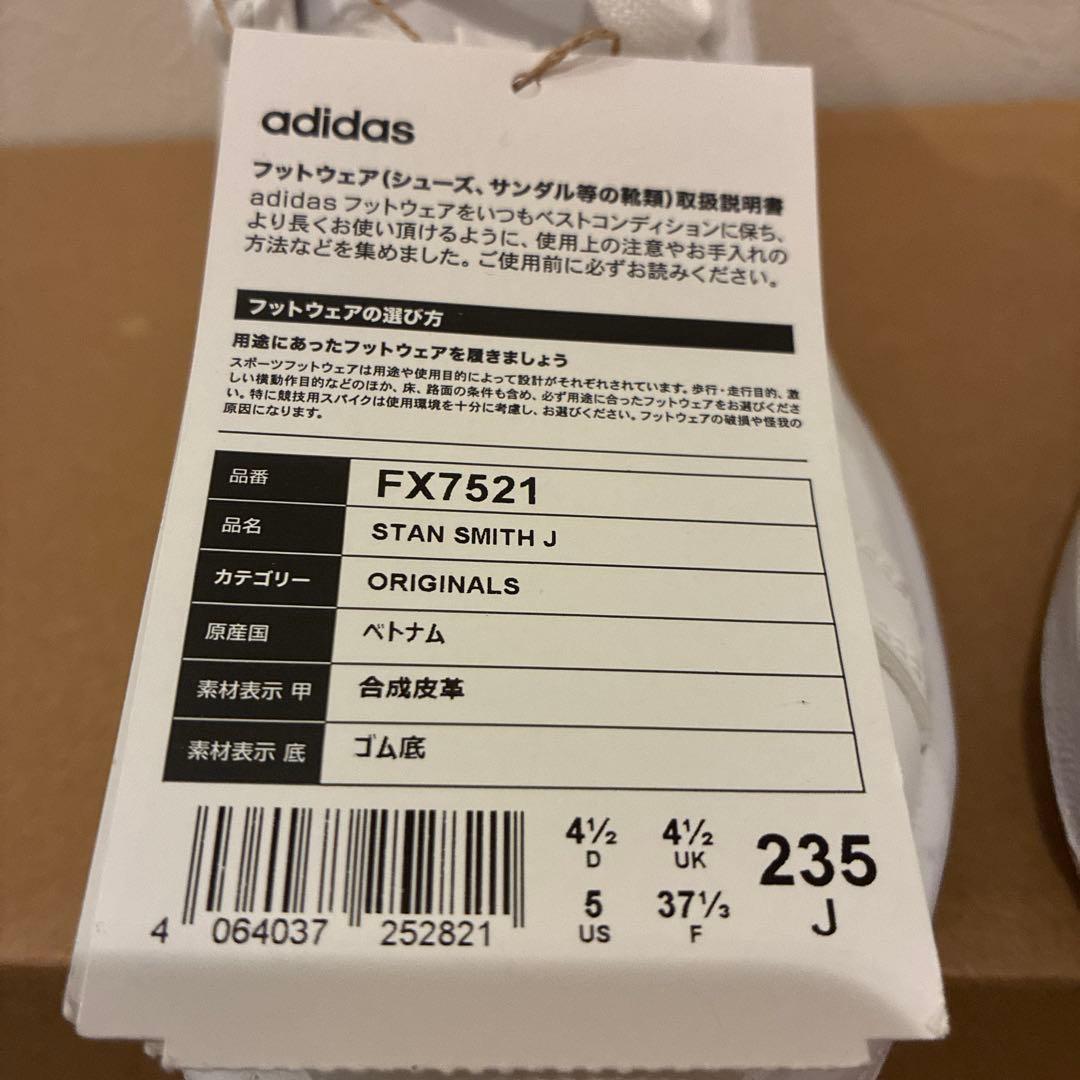 adidas
フットウェア(シューズ、サンダル等の靴類)取扱説明書
adidas フットウェアをいつもベストコンディションに保ち、
より長くお使い頂けるように、使用上の注意やお手入れの
方法などを集めました。ご使用前に必ずお読みください。
フットウェアの選び方
用途にあったフットウェアを履きましょう
スポーツフットウェアは用途や使用目的によって設計がそれぞれされています。歩行・走行目的、激
しい横動作目的などのほか、床、路面の条件も含め、必ず用途に合ったフットウェアをお選びくださ
い。特に競技用スパイクは使用環境を十分に考慮し、お選びください。フットウェアの破損や怪我の
原因になります。
品番 FX7521
品名 STAN SMITH J
カテゴリー ORIGINALS
原産国 ベトナム
素材表示 甲 合成皮革
素材表示 底 ゴム底
4½ 4½ 235
D UK
5 37⅓ J
US F
4 064037 252821